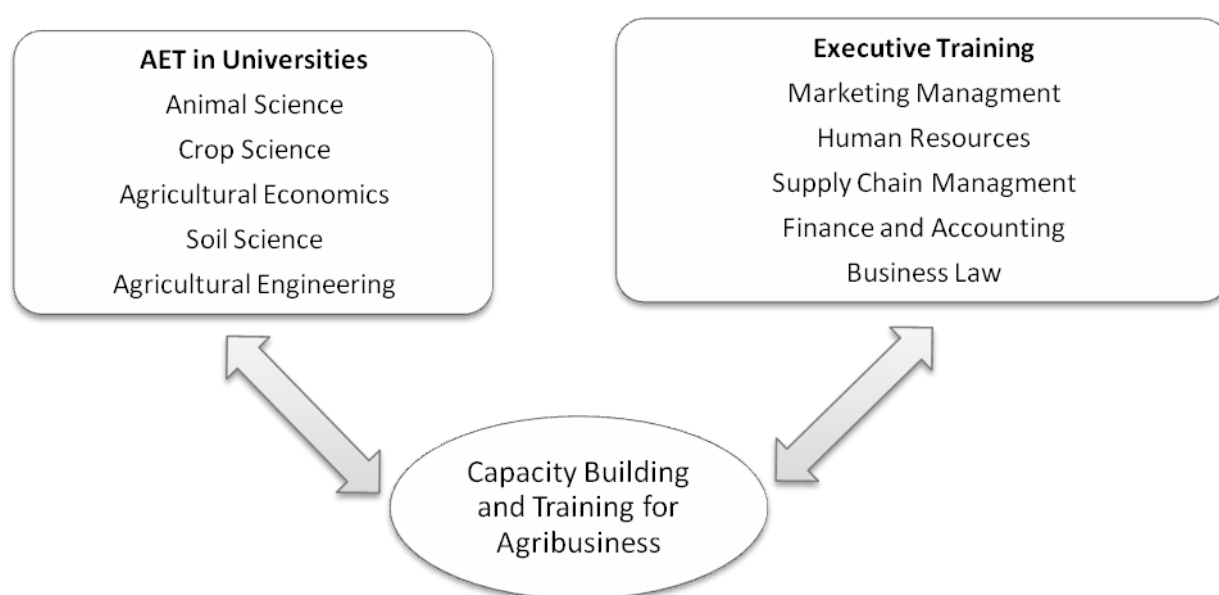 AET in Universities
Animal Science
Crop Science
Agricultural Economics
Soil Science
Agricultural Engineering
Executive Training
Marketing Managment
Human Resources
Supply Chain Managment
Finance and Accounting
Business Law
Capacity Building
and Training for
Agribusiness